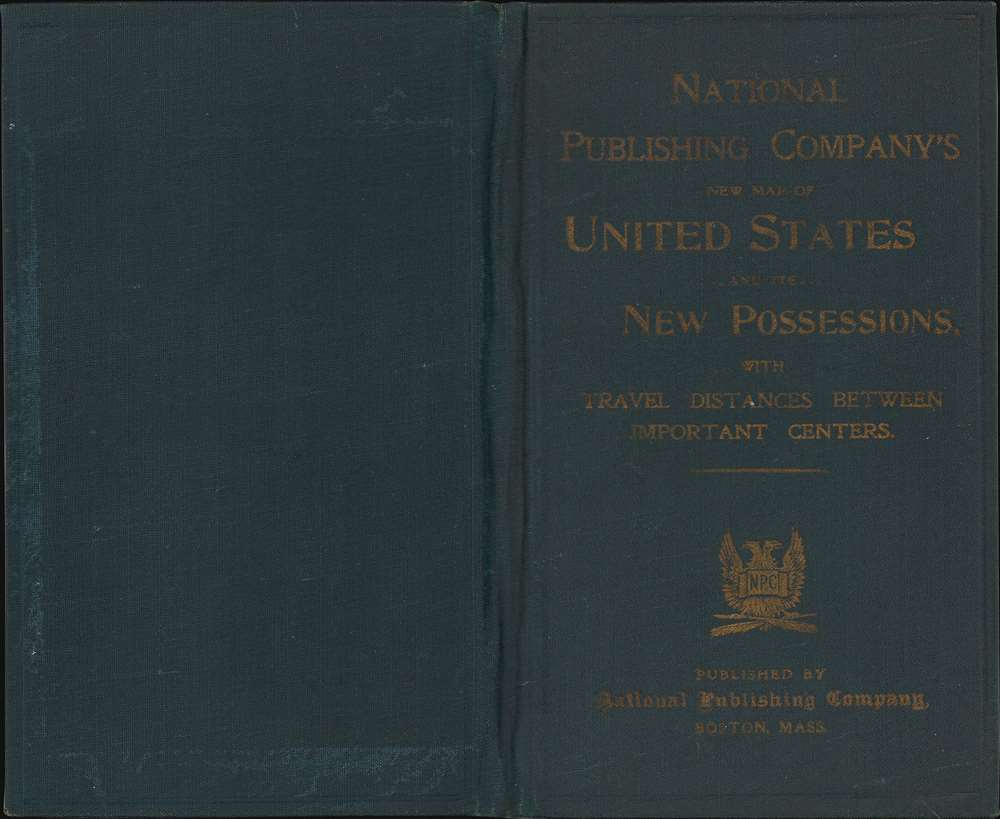 NATIONAL
PUBLISHING COMPANY'S
NEW MAP OF
UNITED STATES
AND ITS
NEW POSSESSIONS,
WITH
TRAVEL DISTANCES BETWEEN
IMPORTANT CENTERS.
NPC
PUBLISHED BY
National Publishing Company,
BOSTON, MASS.